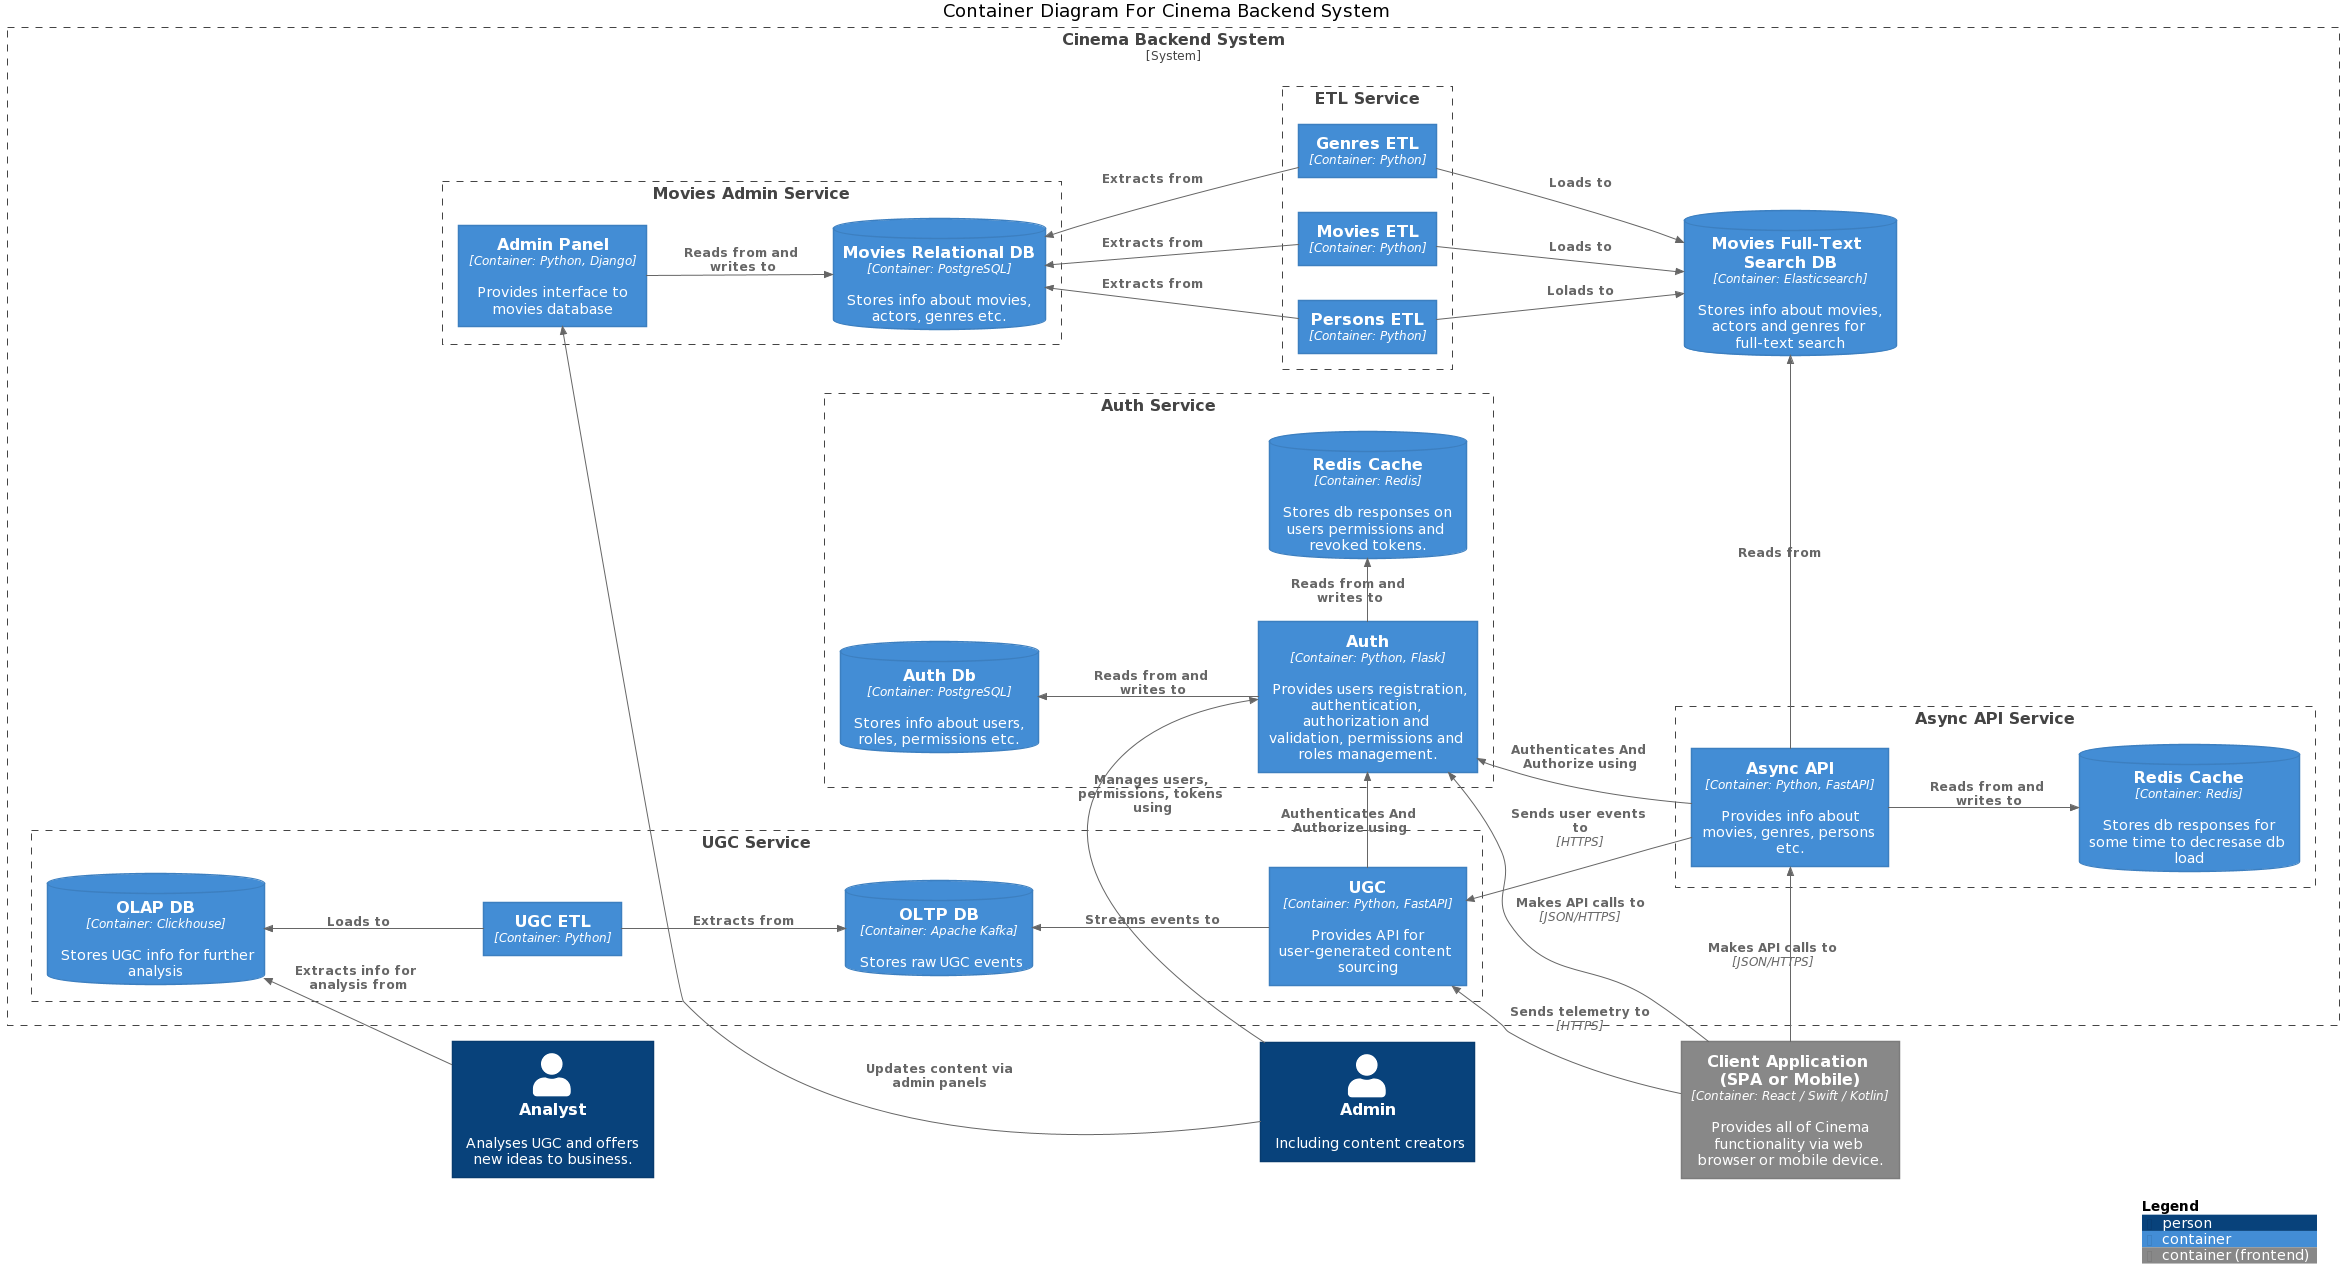 Container Diagram For Cinema Backend System
Cinema Backend System
[System]
ETL Service
Genres ETL
[Container: Python]
Extracts from
Loads to
Movies Admin Service
Admin Panel
[Container: Python, Django]
Provides interface to
movies database
Reads from and
writes to
Movies Relational DB
[Container: PostgreSQL]
Stores info about movies,
actors, genres etc.
Extracts from
Movies ETL
[Container: Python]
Loads to
Extracts from
Persons ETL
[Container: Python]
Lolads to
Movies Full-Text
Search DB
[Container: Elasticsearch]
Stores info about movies,
actors and genres for
full-text search
Auth Service
Redis Cache
[Container: Redis]
Stores db responses on
users permissions and
revoked tokens.
Reads from and
writes to
Reads from
Auth Db
[Container: PostgreSQL]
Stores info about users,
roles, permissions etc.
Reads from and
writes to
Auth
[Container: Python, Flask]
Provides users registration,
authentication,
authorization and
validation, permissions and
roles management.
Async API Service
Authenticates And
Authorize using
Async API
[Container: Python, FastAPI]
Provides info about
movies, genres, persons
etc.
Reads from and
writes to
Redis Cache
[Container: Redis]
Stores db responses for
some time to decresase db
load
Manages users,
permissions, tokens
using
Authenticates And
Authorize using
Sends user events
to
[HTTPS]
UGC Service
OLAP DB
[Container: Clickhouse]
Stores UGC info for further
analysis
Loads to
UGC ETL
[Container: Python]
Extracts from
OLTP DB
[Container: Apache Kafka]
Stores raw UGC events
Streams events to
UGC
[Container: Python, FastAPI]
Provides API for
user-generated content
sourcing
Makes API calls to
[JSON/HTTPS]
Makes API calls to
[JSON/HTTPS]
Extracts info for
analysis from
Sends telemetry to
[HTTPS]
Analyst
Analyses UGC and offers
new ideas to business.
Updates content via
admin panels
Admin
Including content creators
Client Application
(SPA or Mobile)
[Container: React / Swift / Kotlin]
Provides all of Cinema
functionality via web
browser or mobile device.
Legend
person
container
container (frontend)